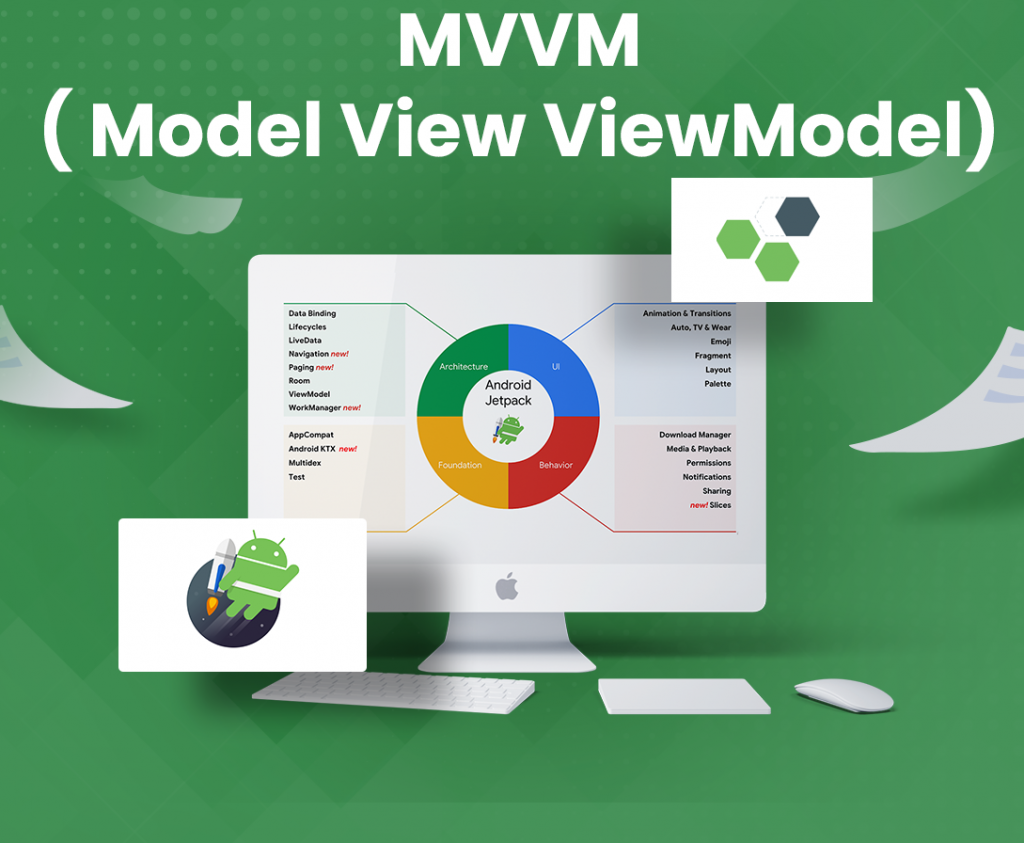 MVVM
( Model View ViewModel)
Data Binding
Lifecycles
LiveData
Navigation new!
Paging new!
Room
ViewModel
WorkManager new!
AppCompat
Android KTX new!
Multidex
Test
Architecture
UI
Android
Jetpack
Foundation
Behavior
Animation & Transitions
Auto, TV & Wear
Emoji
Fragment
Layout
Palette
Download Manager
Media & Playback
Permissions
Notifications
Sharing
new! Slices